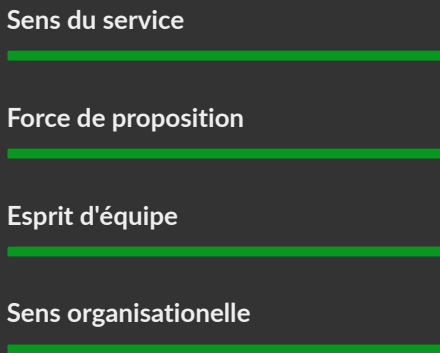 Sens du service
Force de proposition
Esprit d'équipe
Sens organisationelle